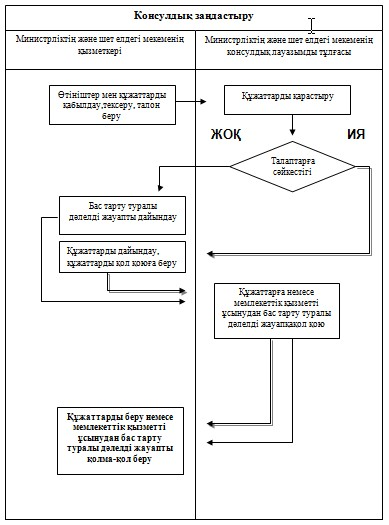 Консулдық заңдастыру
Министрліктің және шет елдегі мекеменің
қызметкері
Министрліктің және шет елдегі мекеменің
консулдық лауазымды тұлғасы
Өтініштер мен құжаттарды
қабылдау,тексеру, талон
беру
Құжаттарды қарастыру
ЖОҚ
ИЯ
Талаптарға
сәйкестігі
Бас тарту туралы
дәлелді жауапты дайындау
Құжаттарды дайындау,
құжаттарды қол қоюға беру
Құжаттарға немесе
мемлекеттік қызметті
ұсынудан бас тарту туралы
дәлелді жауапқақол қою
Құжаттарды беру немесе
мемлекеттік қызметті
ұсынудан бас тарту
туралы дәлелді жауапты
қолма-қол беру